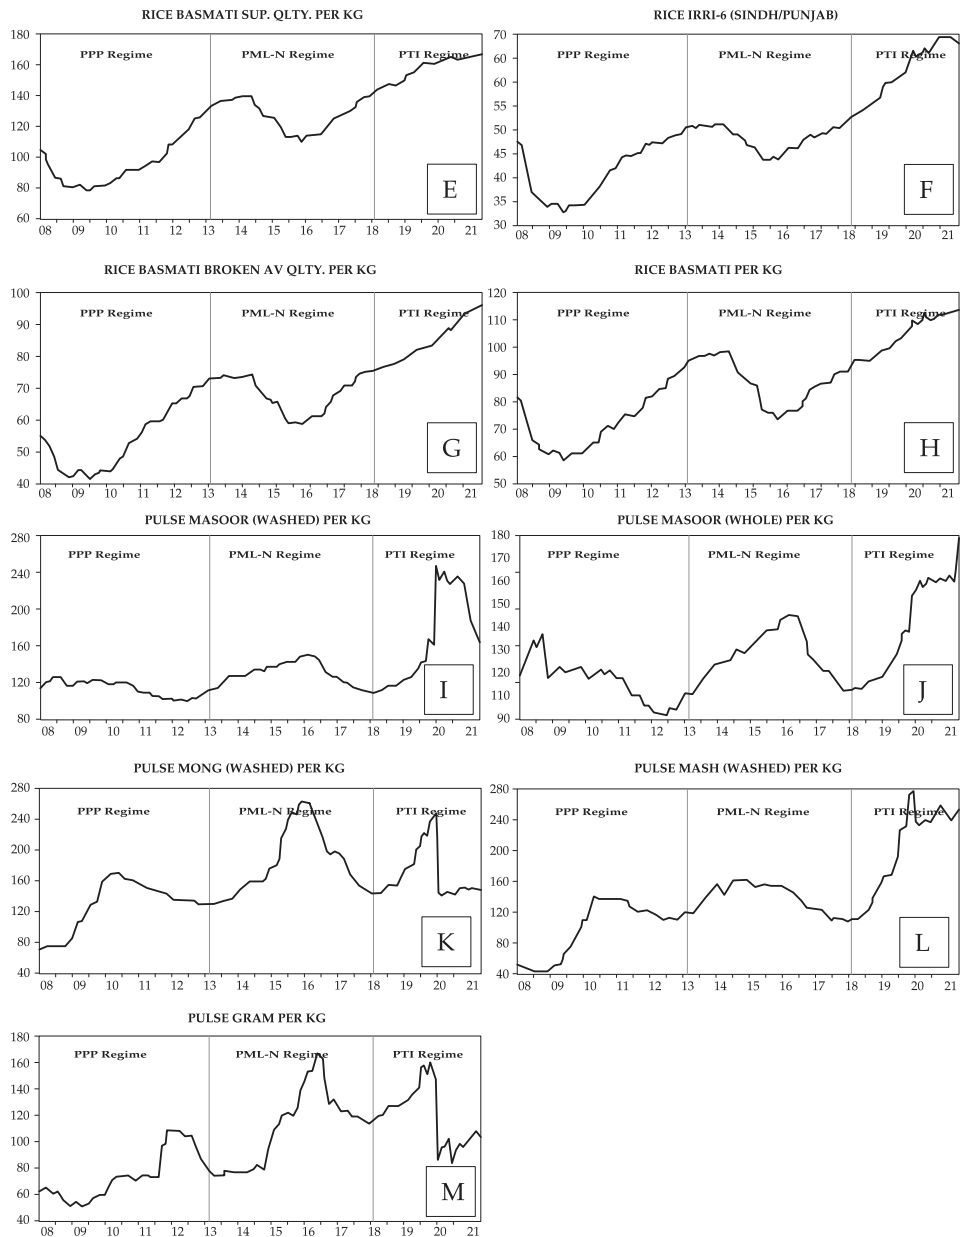 RICE BASMATI SUP. QLTY. PER KG
PPP Regime PML-N Regime PTI Regime
180
160
140
120
100
80
60
08 09 10 11 12 13 14 15 16 17 18 19 20 21
E
RICE IRRI-6 (SINDH/PUNJAB)
PPP Regime PML-N Regime PTI Regime
70
60
55
50
45
40
35
30
08 09 10 11 12 13 14 15 16 17 18 19 20 21
F
RICE BASMATI BROKEN AV QLTY. PER KG
PPP Regime PML-N Regime PTI Regime
100
90
80
70
60
50
40
08 09 10 11 12 13 14 15 16 17 18 19 20 21
G
RICE BASMATI PER KG
PPP Regime PML-N Regime PTI Regime
120
110
100
90
80
70
60
50
08 09 10 11 12 13 14 15 16 17 18 19 20 21
H
PULSE MASOOR (WASHED) PER KG
PPP Regime PML-N Regime PTI Regime
280
240
200
160
120
80
08 09 10 11 12 13 14 15 16 17 18 19 20 21
I
PULSE MASOOR (WHOLE) PER KG
PPP Regime PML-N Regime PTI Regime
180
170
160
150
140
130
120
110
90
08 09 10 11 12 13 14 15 16 17 18 19 20 21
J
PULSE MONG (WASHED) PER KG
PPP Regime PML-N Regime PTI Regime
280
240
200
160
120
80
40
08 09 10 11 12 13 14 15 16 17 18 19 20 21
K
PULSE MASH (WASHED) PER KG
PPP Regime PML-N Regime PTI Regime
280
240
200
160
120
80
40
08 09 10 11 12 13 14 15 16 17 18 19 20 21
L
PULSE GRAM PER KG
PPP Regime PML-N Regime PTI Regime
180
160
140
120
100
80
60
40
08 09 10 11 12 13 14 15 16 17 18 19 20 21
M